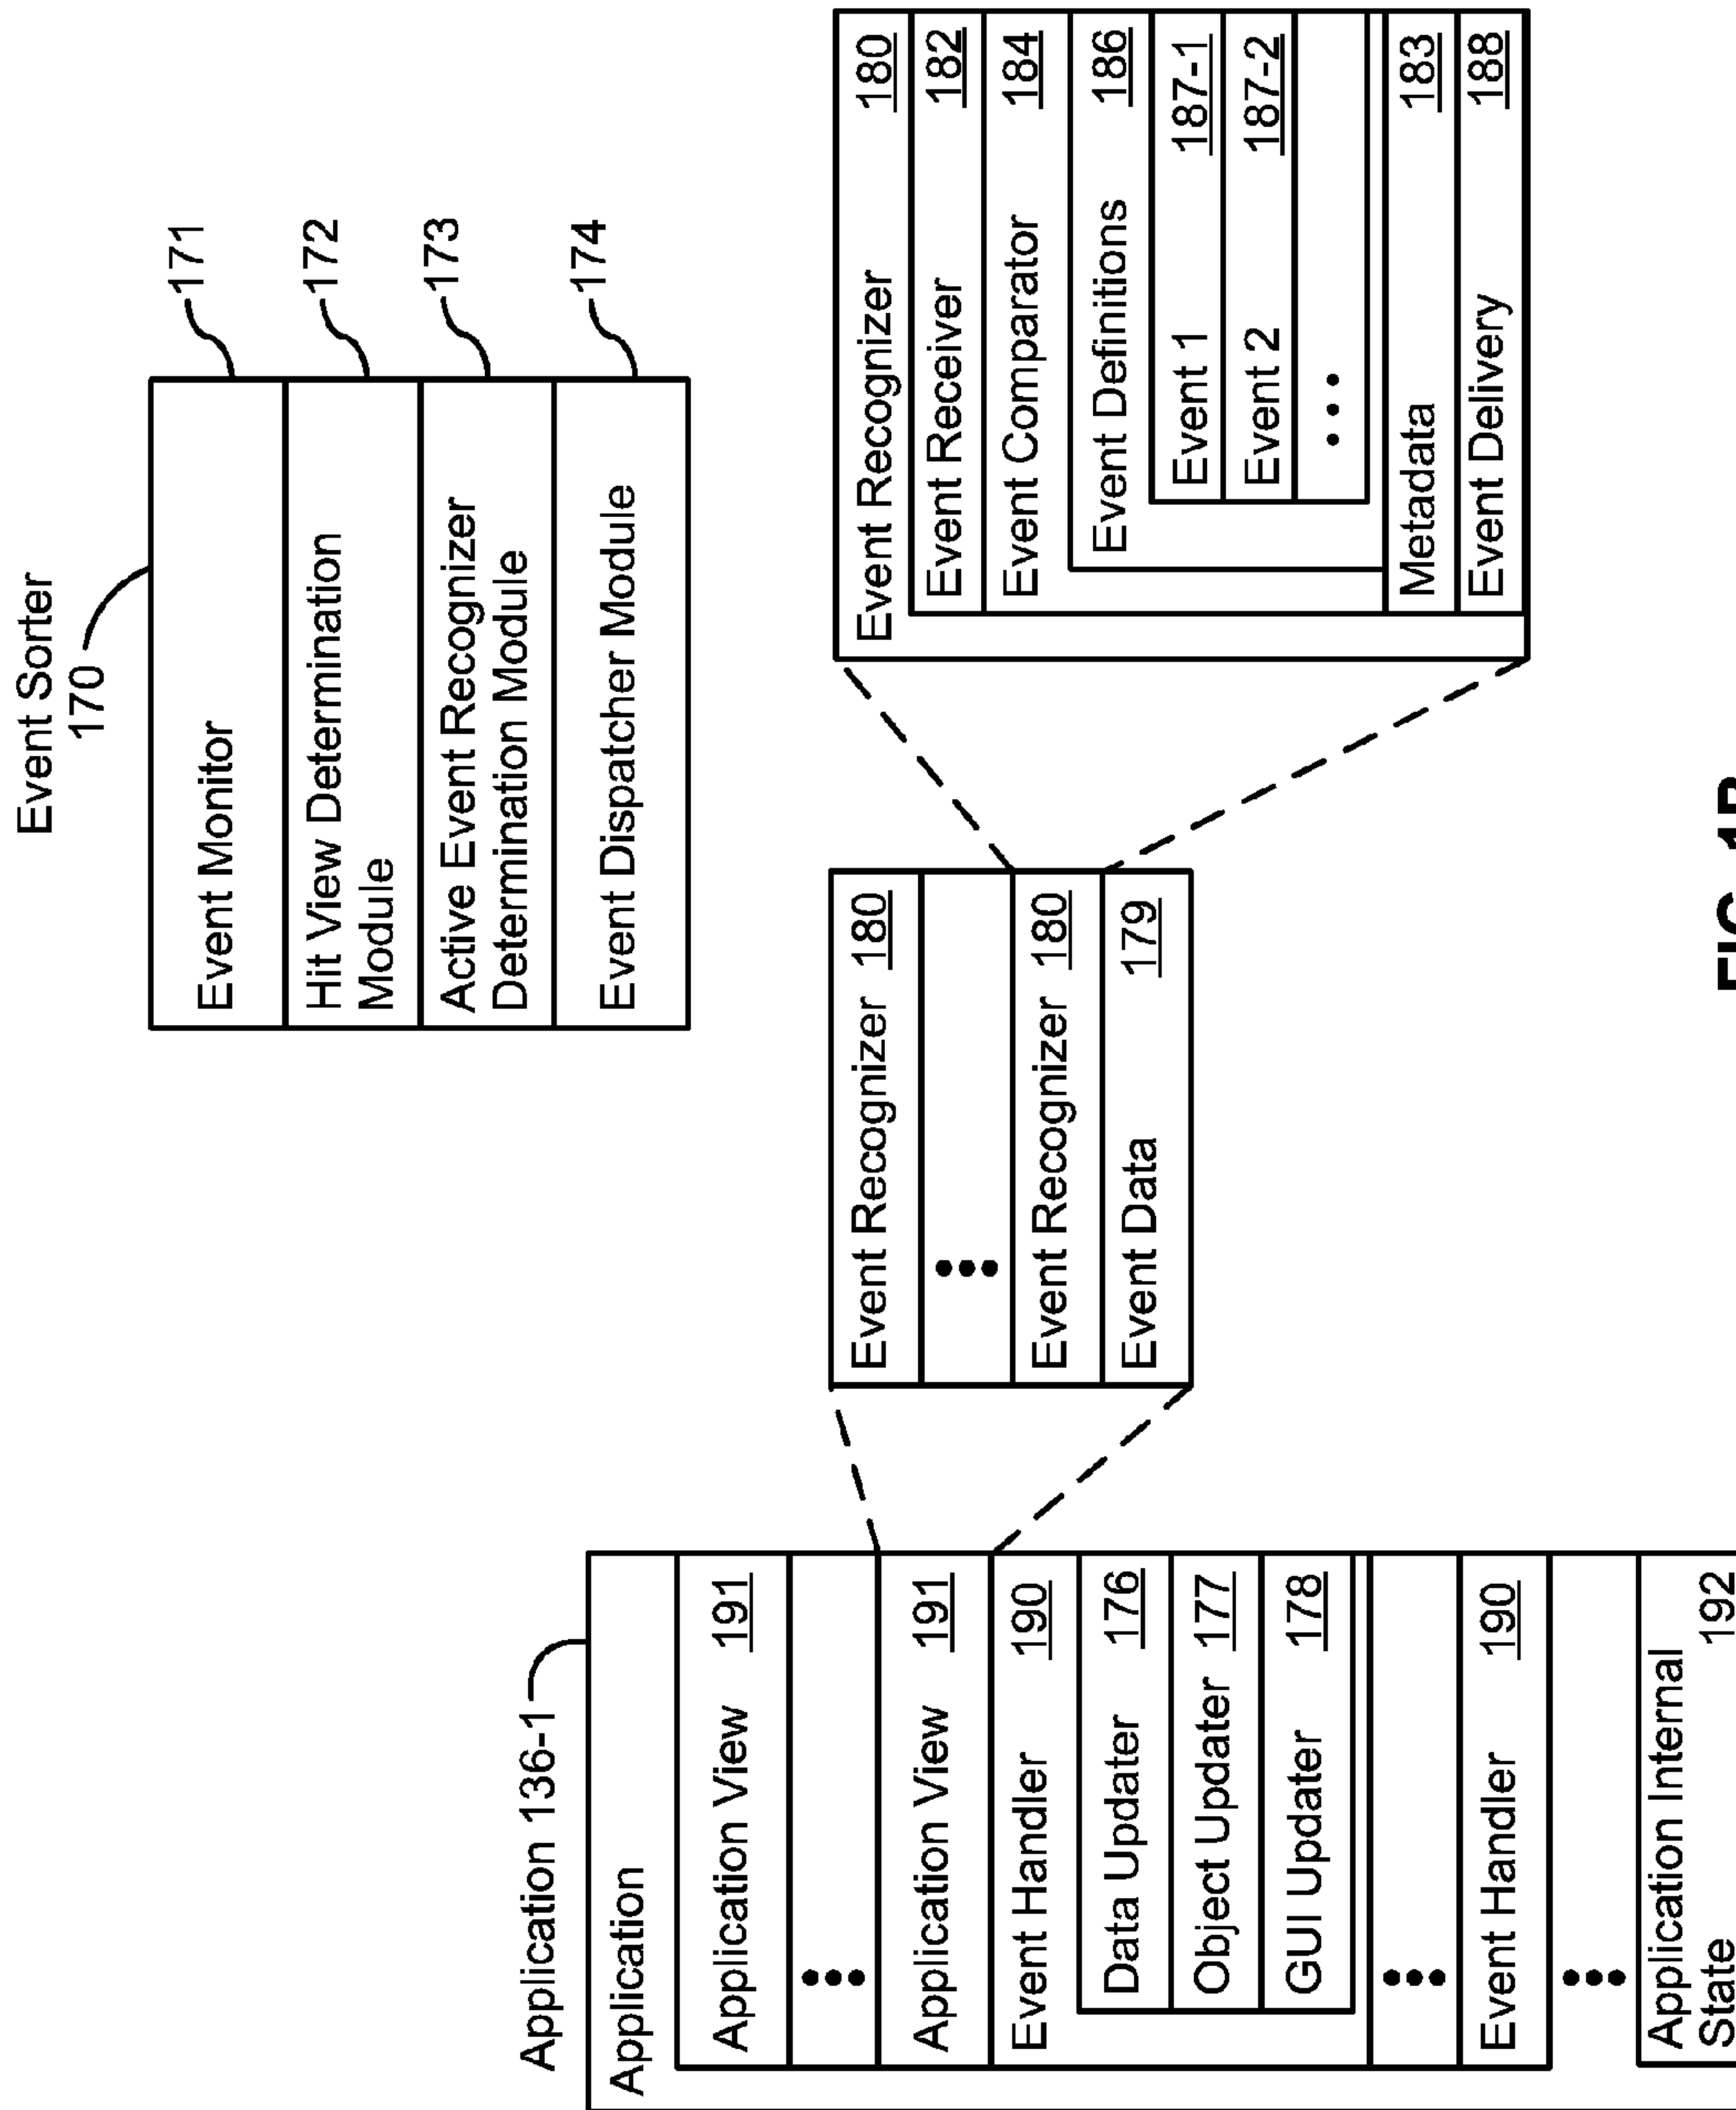 Event Sorter
170
Event Monitor
171
Hit View Determination
Module
172
Active Event Recognizer
Determination Module
173
Event Dispatcher Module
174
Application 136-1
Application
Application View 191
Application View 191
Event Handler 190
Data Updater 176
Object Updater 177
GUI Updater 178
Event Handler 190
Application Internal
State 192
Event Recognizer 180
Event Recognizer 180
Event Data 179
Event Recognizer 180
Event Receiver 182
Event Comparator 184
Event Definitions 186
Event 1 187-1
Event 2 187-2
Metadata 183
Event Delivery 188